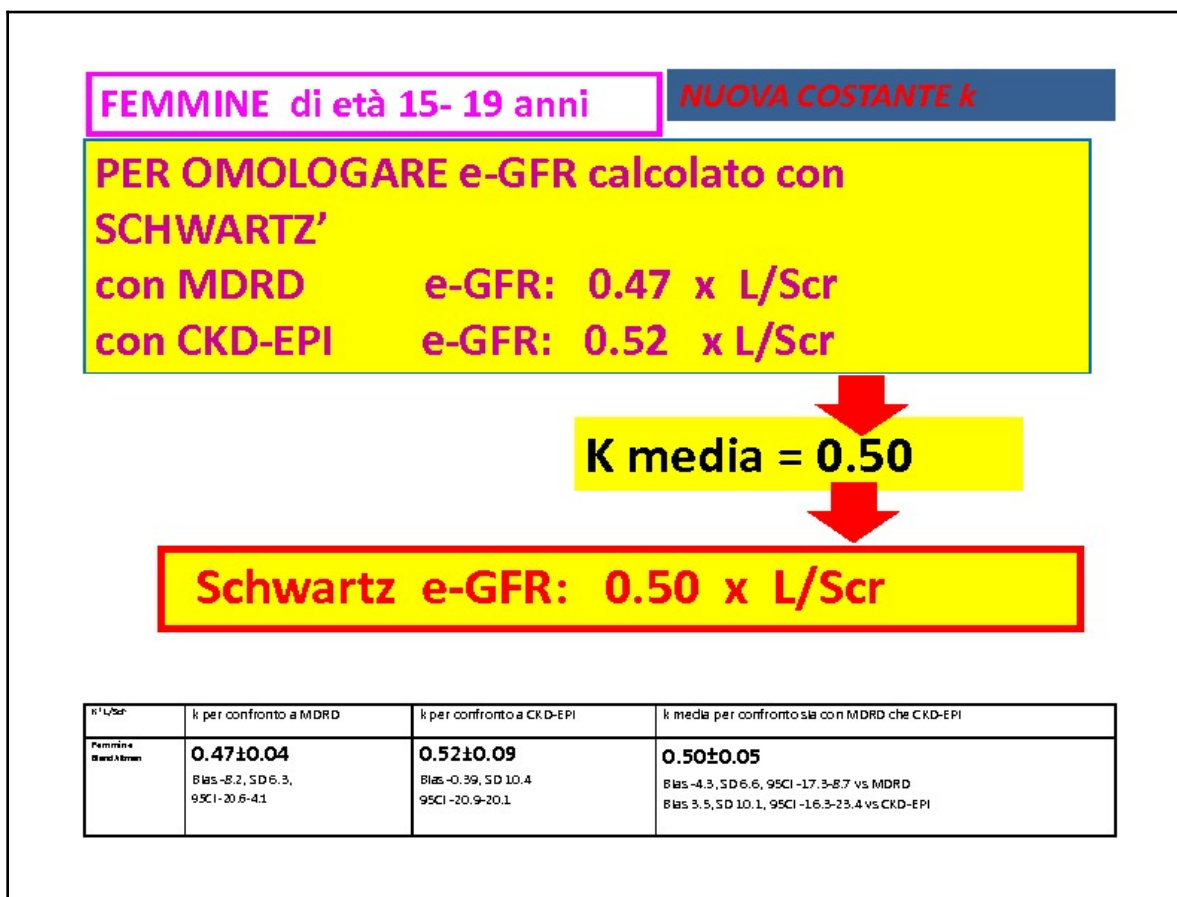 FEMMINE di età 15- 19 anni
NUOVA COSTANTE k
PER OMOLOGARE e-GFR calcolato con
SCHWARTZ’
con MDRD e-GFR: 0.47 x L/Scr
con CKD-EPI e-GFR: 0.52 x L/Scr
K media = 0.50
Schwartz e-GFR: 0.50 x L/Scr
K * L/Scr k per confronto a MDRD k per confronto a CKD-EPI k media per confronto sia con MDRD che CKD-EPI
Femmine
Bland Altman
0.47±0.04
Bias -8.2, SD 6.3,
95CI -20.6-4.1
0.52±0.09
Bias -0.39, SD 10.4
95CI -20.9-20.1
0.50±0.05
Bias -4.3, SD 6.6, 95CI -17.3-8.7 vs MDRD
Bias 3.5, SD 10.1, 95CI -16.3-23.4 vs CKD-EPI